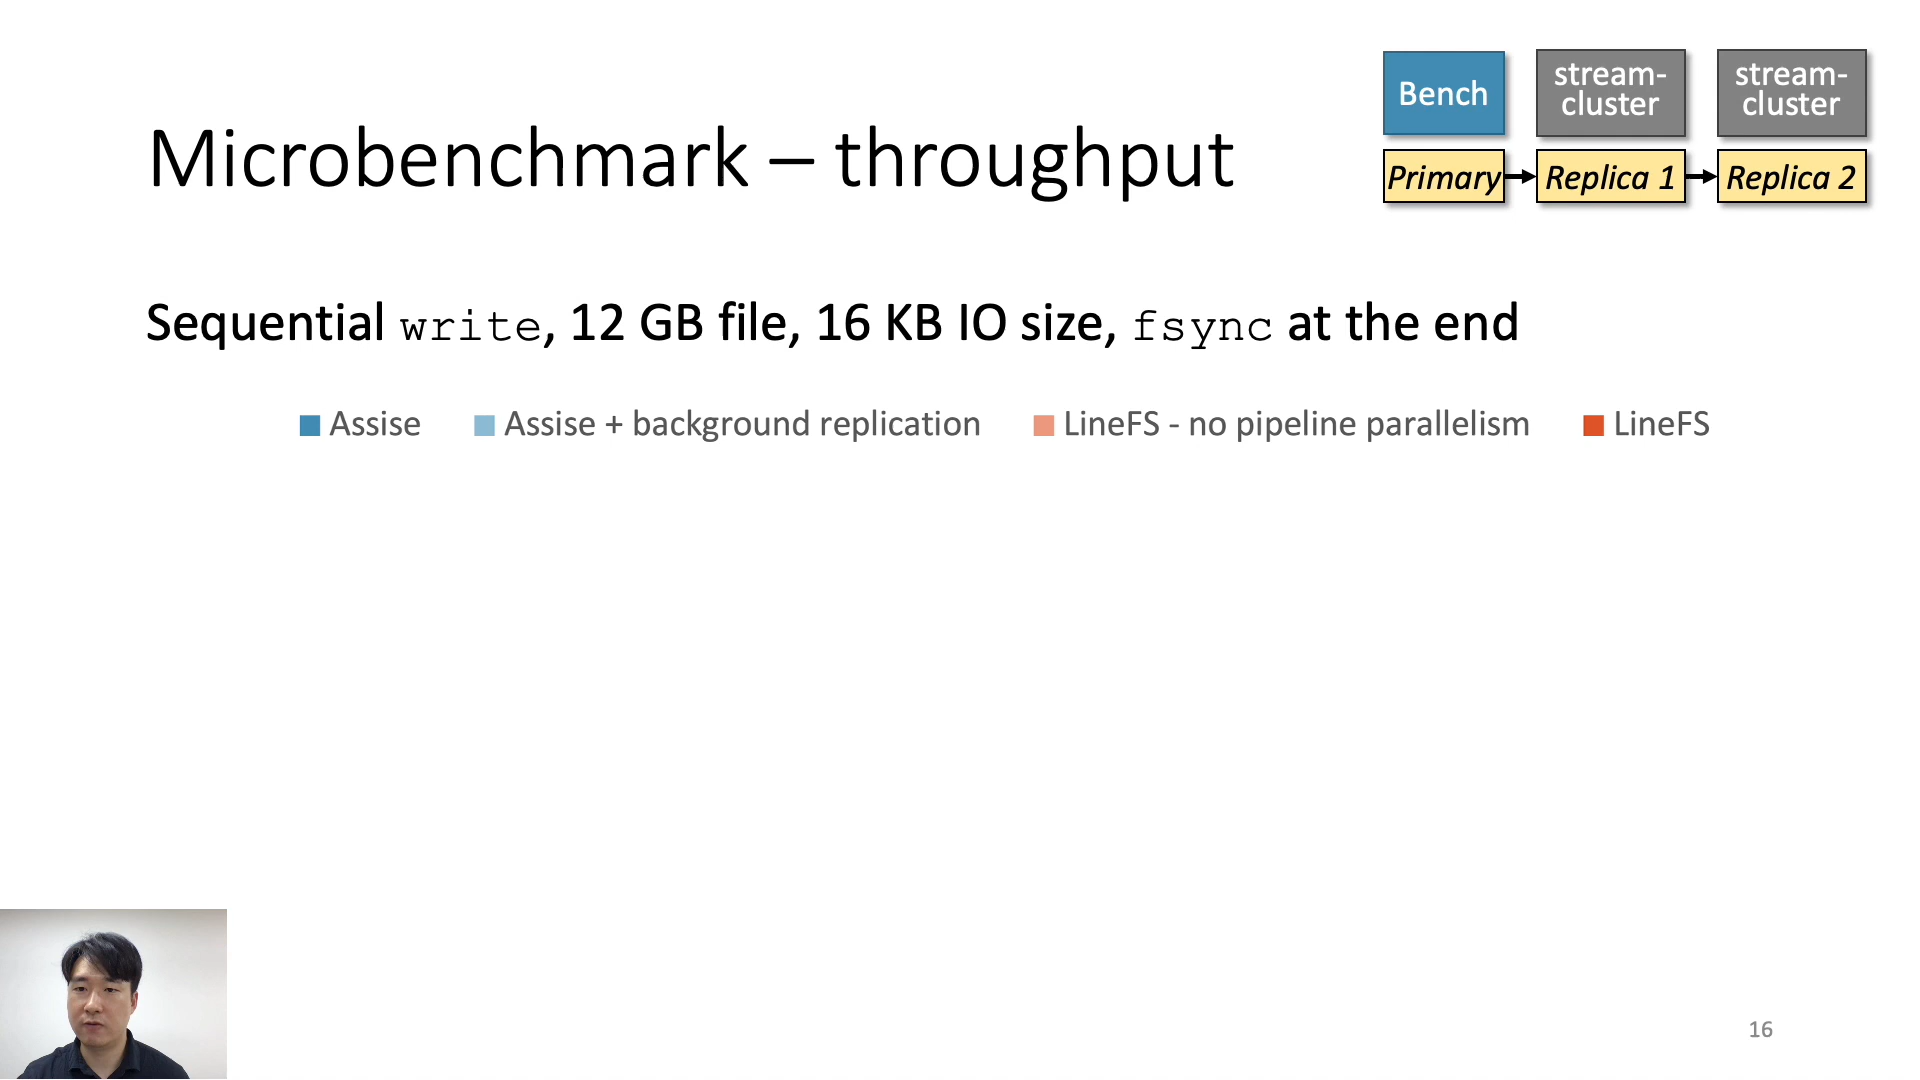 Microbenchmark – throughput
Bench
stream-
cluster
stream-
cluster
Primary
Replica 1
Replica 2
Sequential write, 12 GB file, 16 KB IO size, fsync at the end
Assise
Assise + background replication
LineFS - no pipeline parallelism
LineFS
16